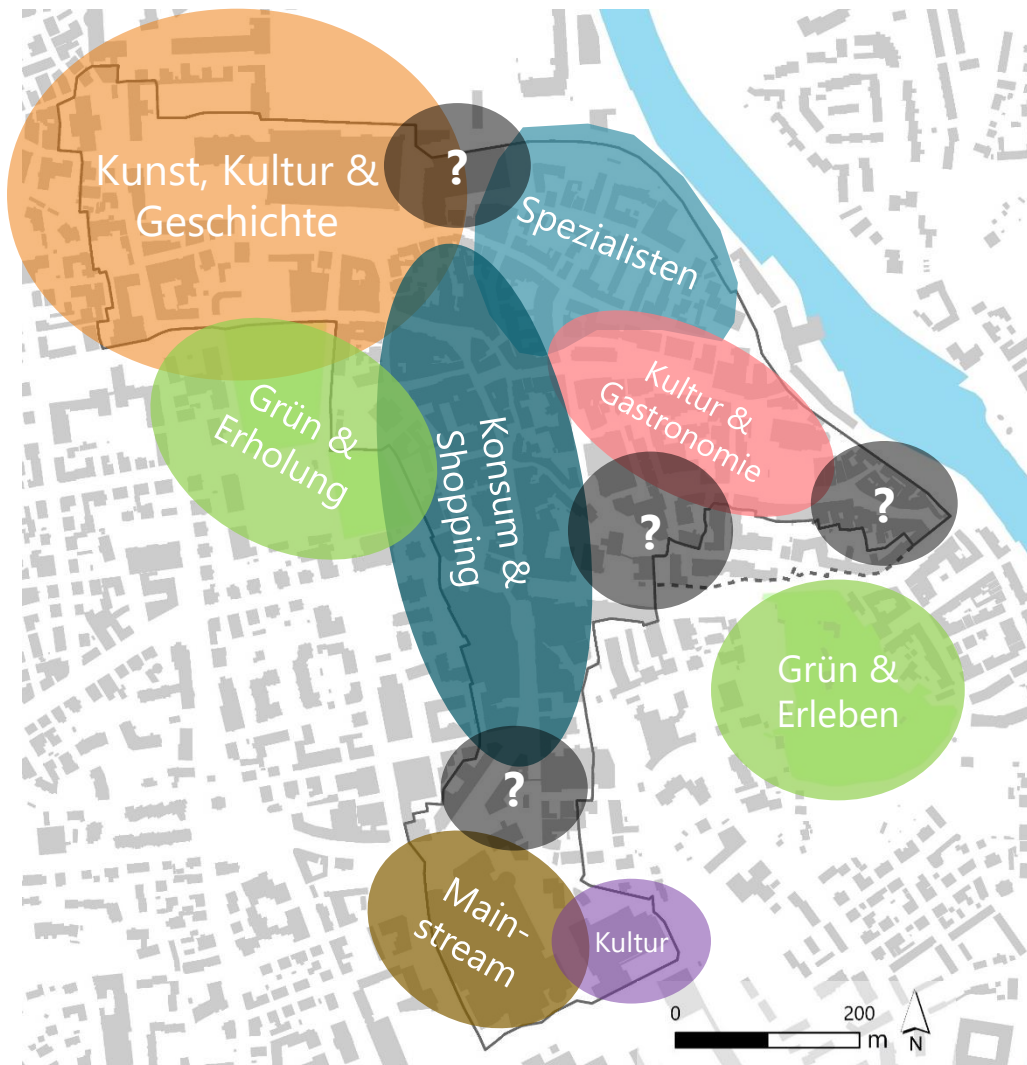 Kunst, Kultur &
Geschichte
?
Spezialisten
Kultur &
Gastronomie
Grün &
Erholung
Konsum &
Shopping
?
?
Grün &
Erleben
?
Main-
stream
Kultur
0 200
m
N